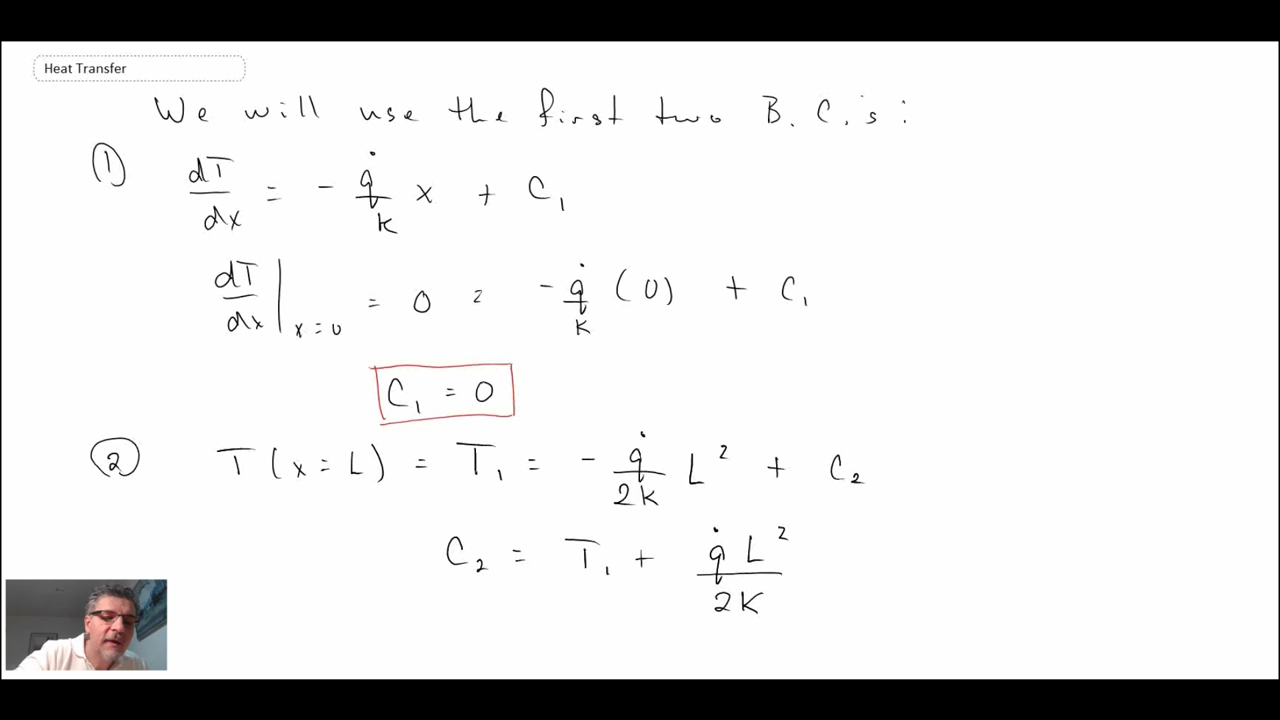 Heat Transfer
We will use the first two B.C.'s:
① dT/dx = - q̇/k x + C₁
dT/dx |ₓ₌₀ = 0 = - q̇/k (0) + C₁
C₁ = 0
② T(x=L) = T₁ = - q̇/2k L² + C₂
C₂ = T₁ + q̇L²/2k